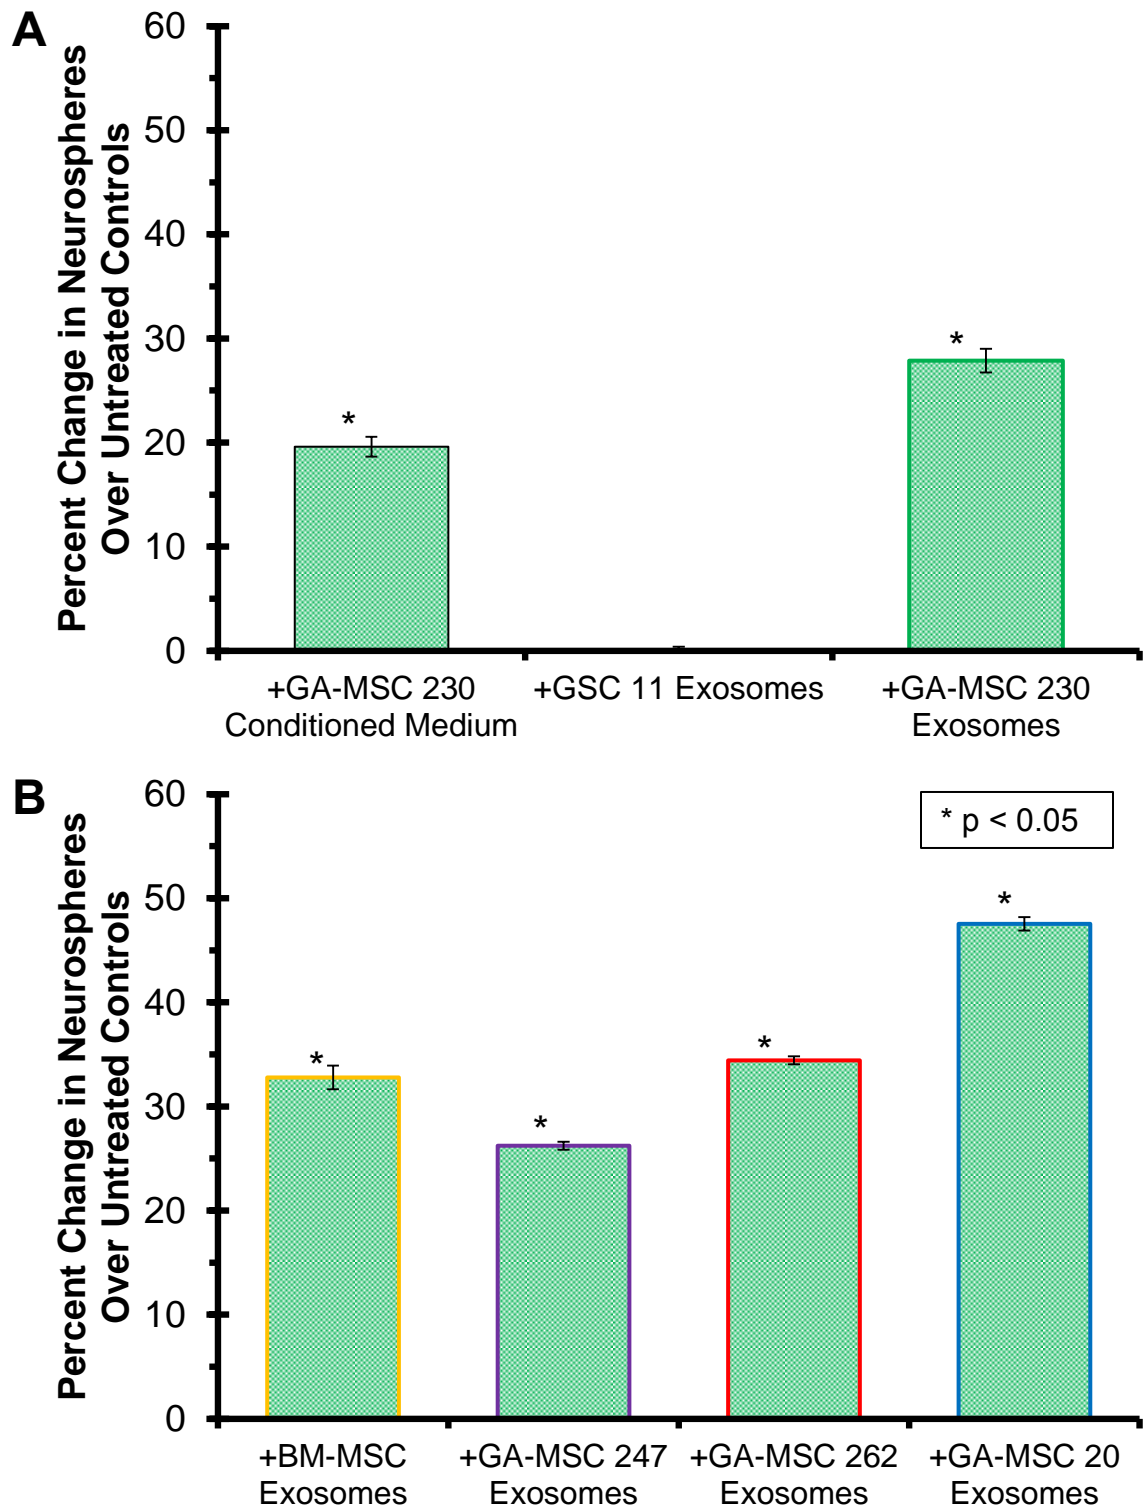 A
Percent Change in Neurospheres
Over Untreated Controls
60
50
40
30
20
10
0
*
*
+GA-MSC 230
Conditioned Medium
+GSC 11 Exosomes
+GA-MSC 230
Exosomes
B
Percent Change in Neurospheres
Over Untreated Controls
60
50
40
30
20
10
0
* p < 0.05
*
*
*
*
+BM-MSC
Exosomes
+GA-MSC 247
Exosomes
+GA-MSC 262
Exosomes
+GA-MSC 20
Exosomes